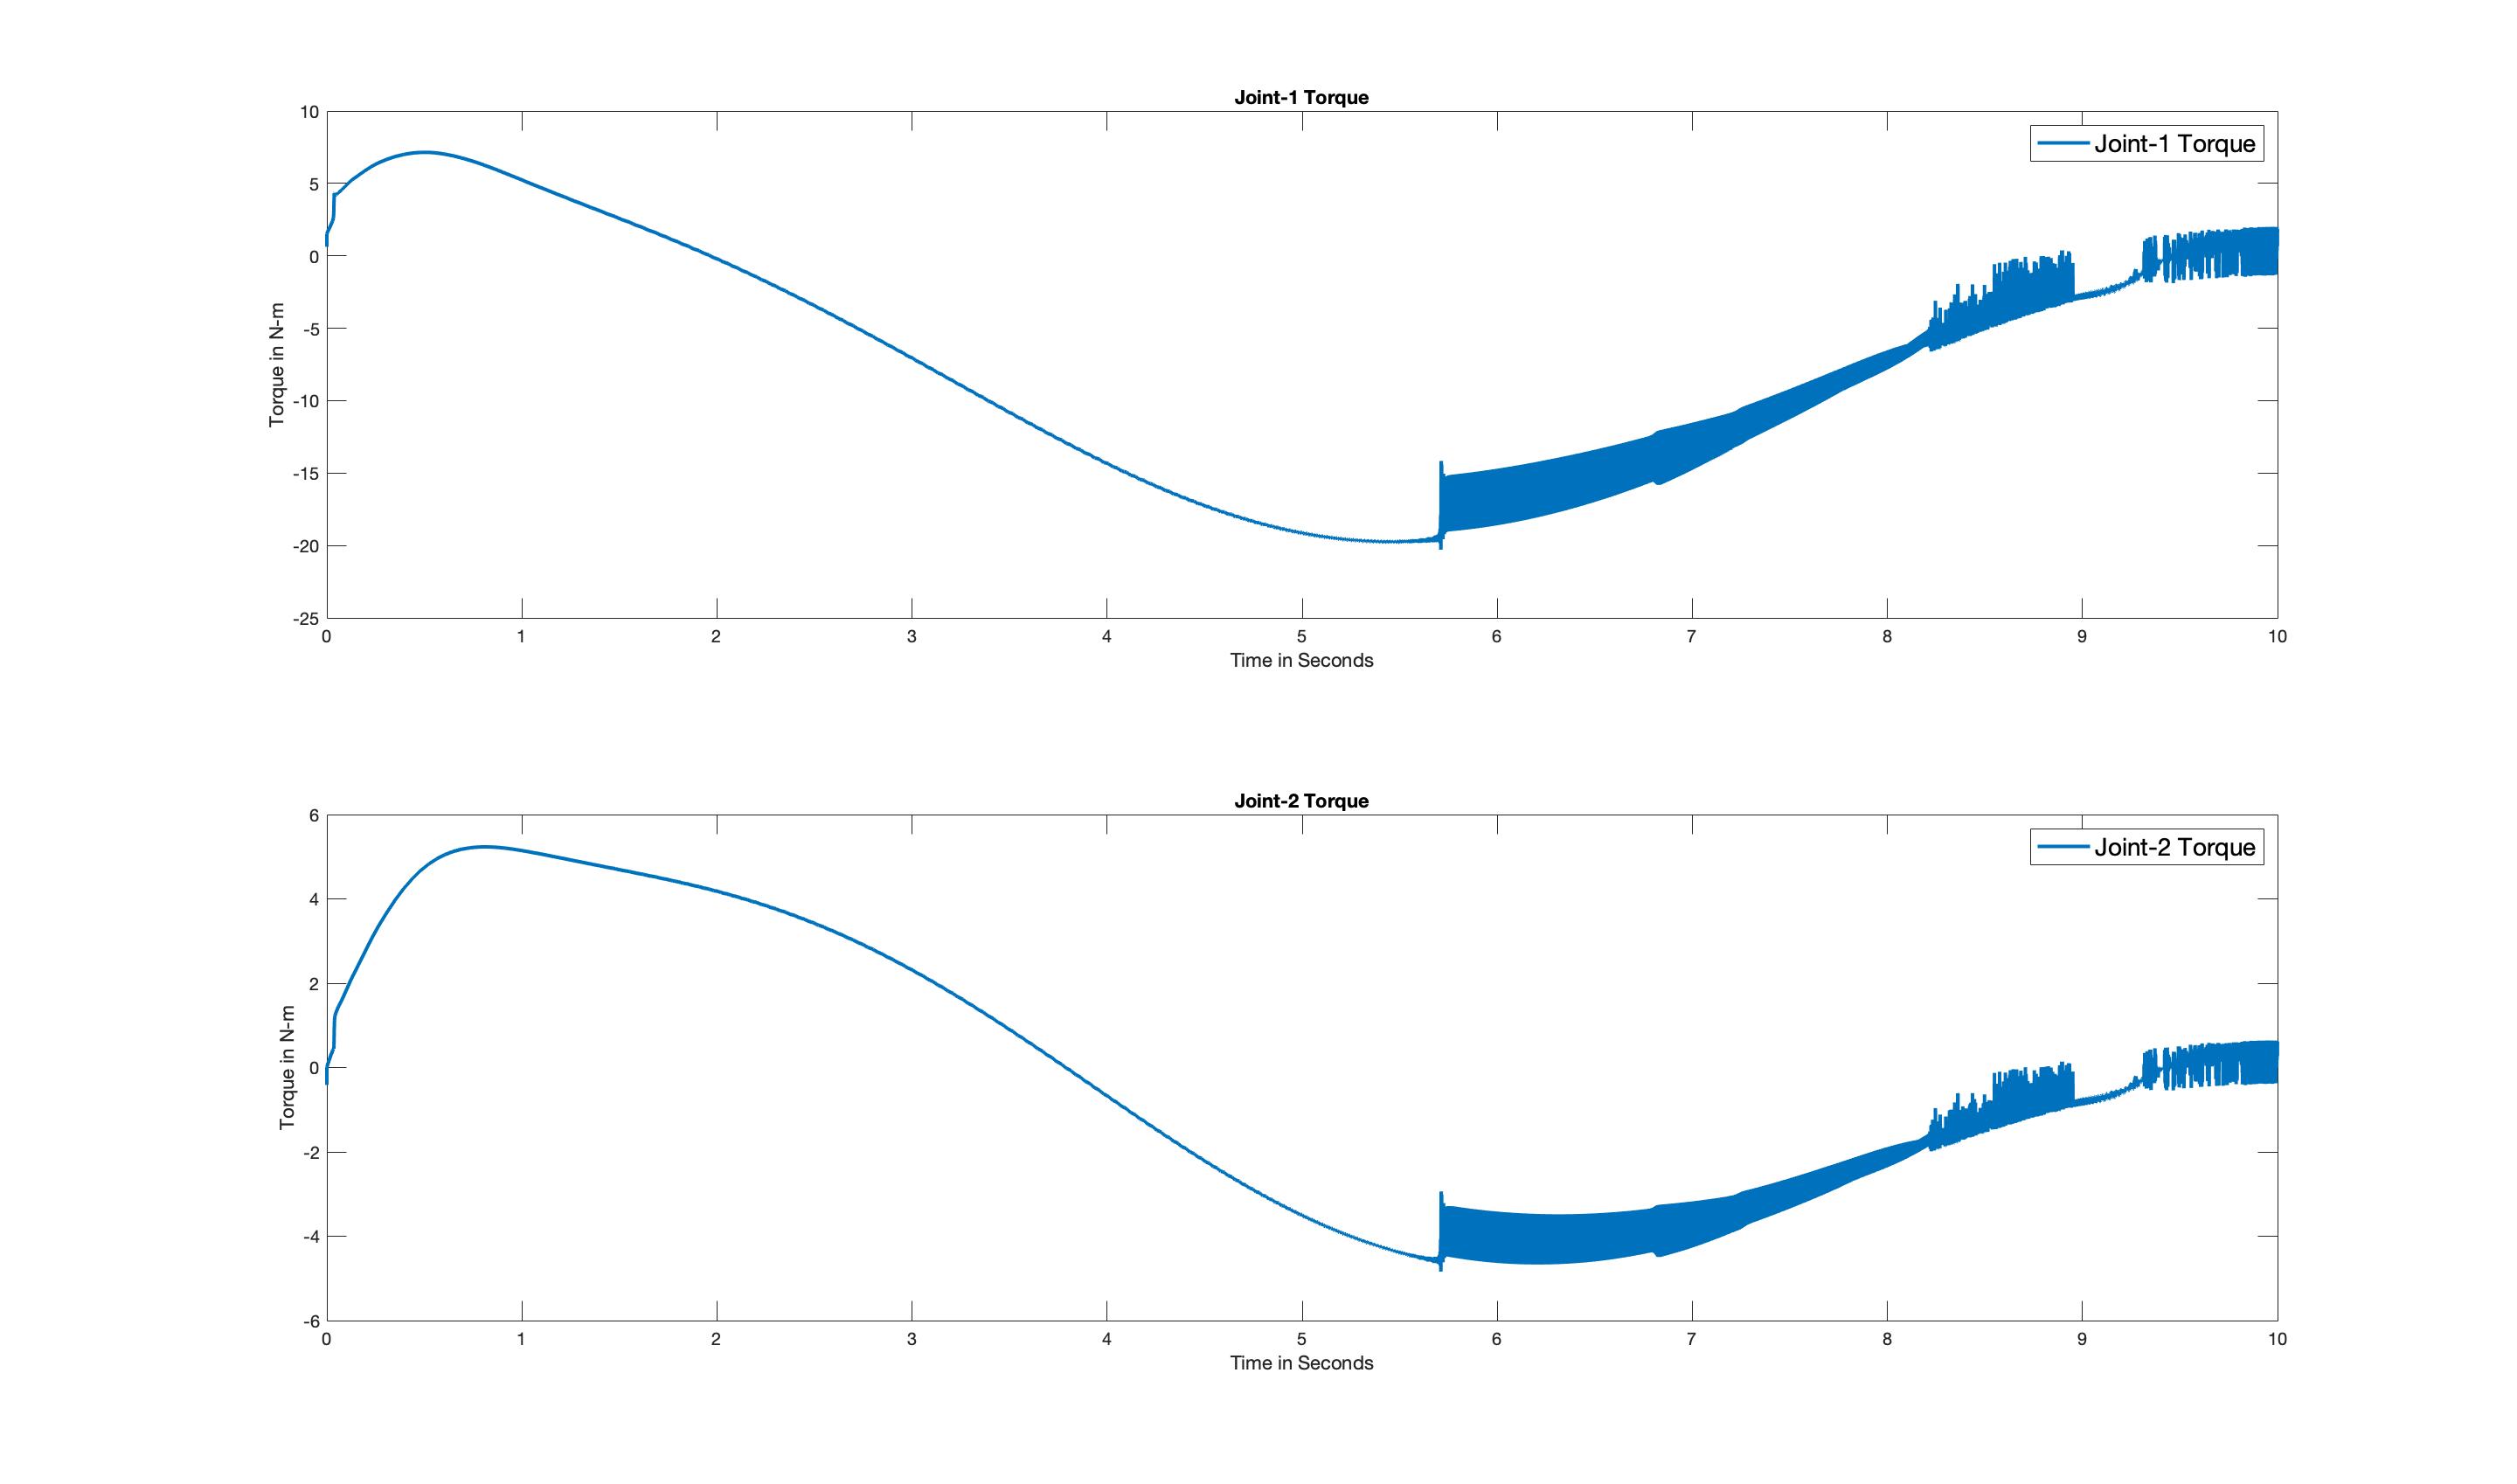 Joint-1 Torque
Joint-1 Torque
Torque in N-m
10
5
0
-5
-10
-15
-20
-25
0 1 2 3 4 5 6 7 8 9 10
Time in Seconds
Joint-2 Torque
Joint-2 Torque
Torque in N-m
6
4
2
0
-2
-4
-6
0 1 2 3 4 5 6 7 8 9 10
Time in Seconds